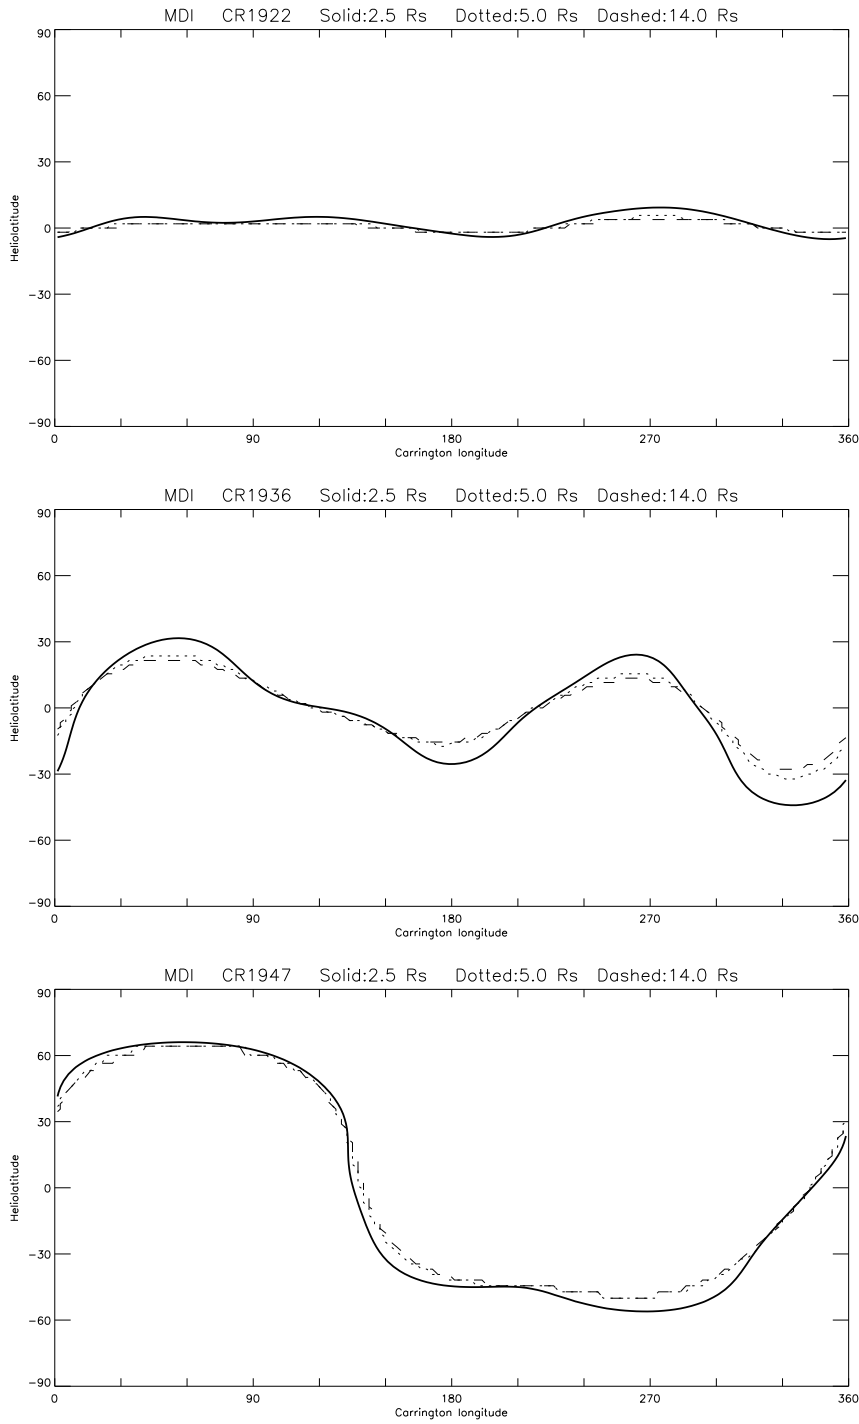 MDI CR1922 Solid:2.5 Rs Dotted:5.0 Rs Dashed:14.0 Rs
90
60
30
0
−30
−60
−90
Heliolatitude
0 90 180 270 360
Carrington longitude
MDI CR1936 Solid:2.5 Rs Dotted:5.0 Rs Dashed:14.0 Rs
90
60
30
0
−30
−60
−90
Heliolatitude
0 90 180 270 360
Carrington longitude
MDI CR1947 Solid:2.5 Rs Dotted:5.0 Rs Dashed:14.0 Rs
90
60
30
0
−30
−60
−90
Heliolatitude
0 90 180 270 360
Carrington longitude